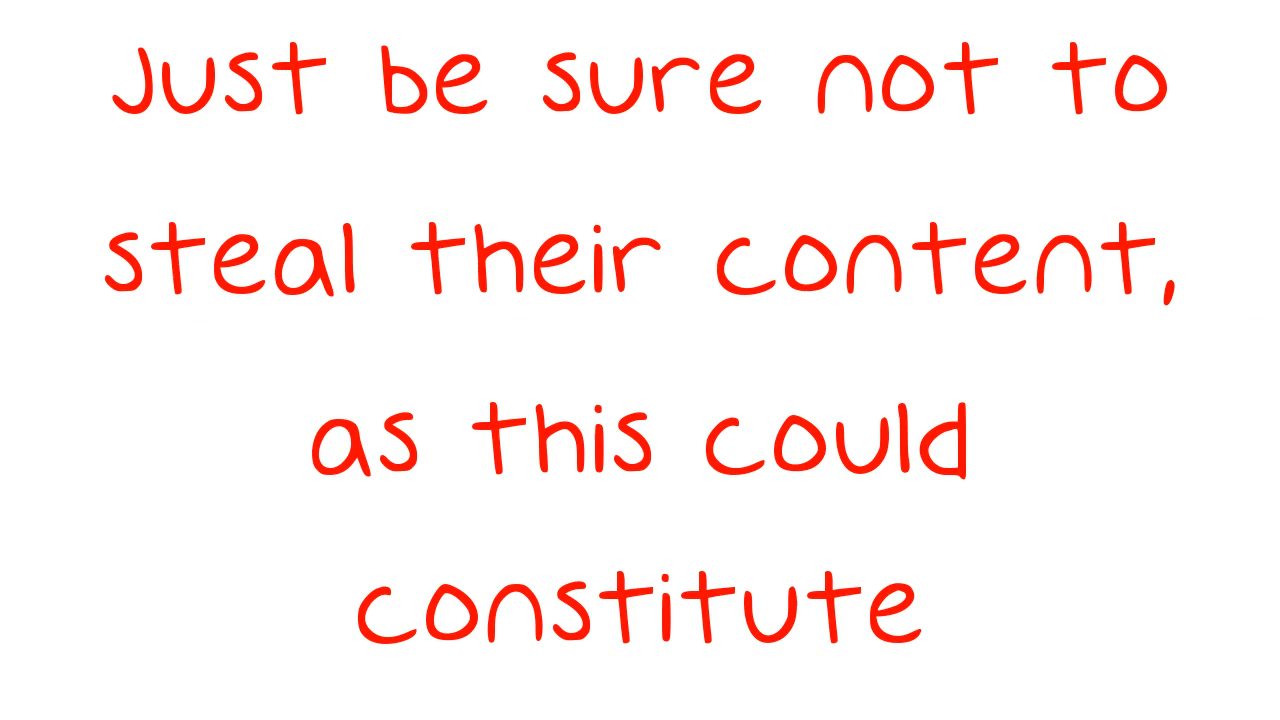 Just be sure not to
steal their content,
as this could
constitute